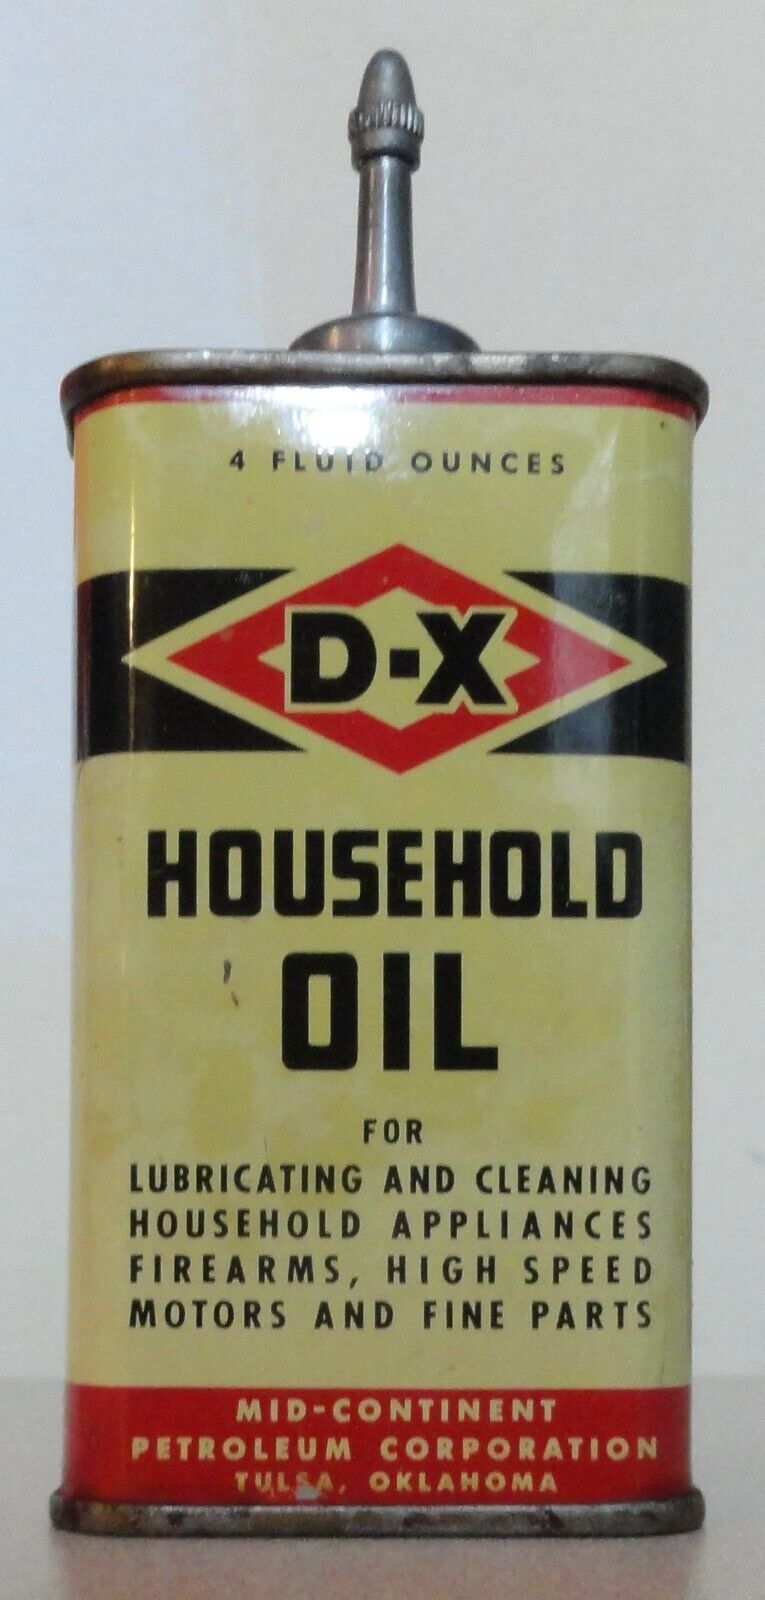 4 FLUID OUNCES
D-X
HOUSEHOLD
OIL
FOR
LUBRICATING AND CLEANING
HOUSEHOLD APPLIANCES
FIREARMS, HIGH SPEED
MOTORS AND FINE PARTS
MID-CONTINENT
PETROLEUM CORPORATION
TULSA, OKLAHOMA